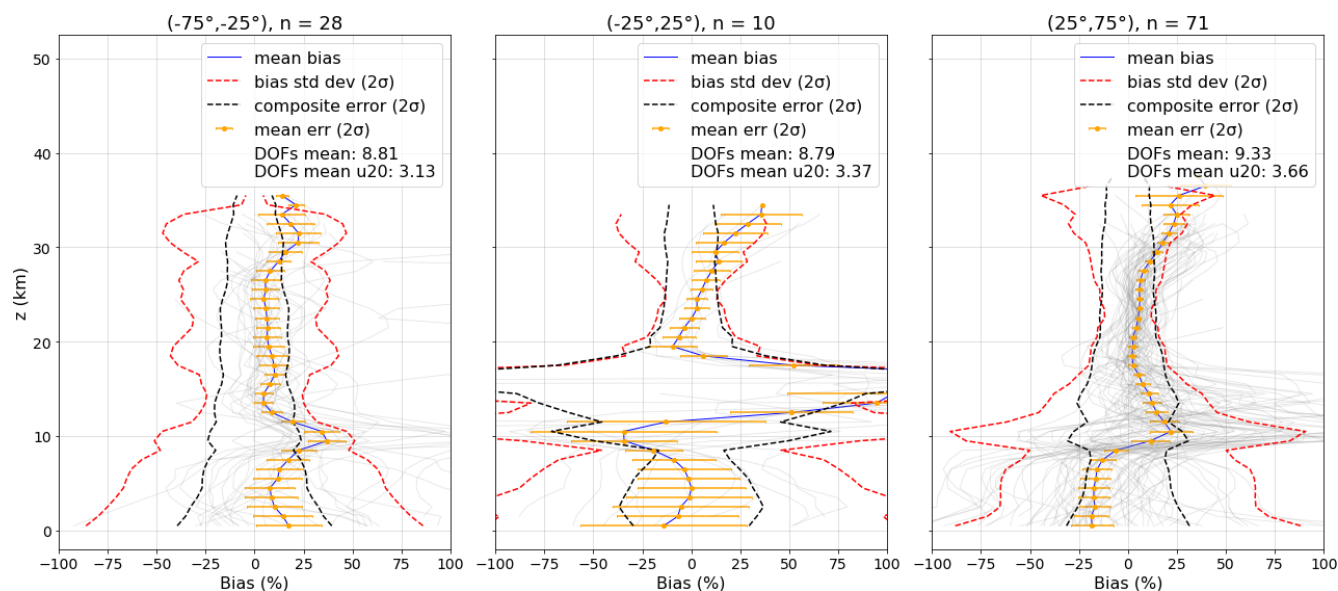 (-75°,-25°), n = 28
mean bias
bias std dev (2σ)
composite error (2σ)
mean err (2σ)
DOFs mean: 8.81
DOFs mean u20: 3.13
50
40
30
20
10
0
z (km)
-100 -75 -50 -25 0 25 50 75 100
Bias (%)
(-25°,25°), n = 10
mean bias
bias std dev (2σ)
composite error (2σ)
mean err (2σ)
DOFs mean: 8.79
DOFs mean u20: 3.37
-100 -75 -50 -25 0 25 50 75 100
Bias (%)
(25°,75°), n = 71
mean bias
bias std dev (2σ)
composite error (2σ)
mean err (2σ)
DOFs mean: 9.33
DOFs mean u20: 3.66
-100 -75 -50 -25 0 25 50 75 100
Bias (%)